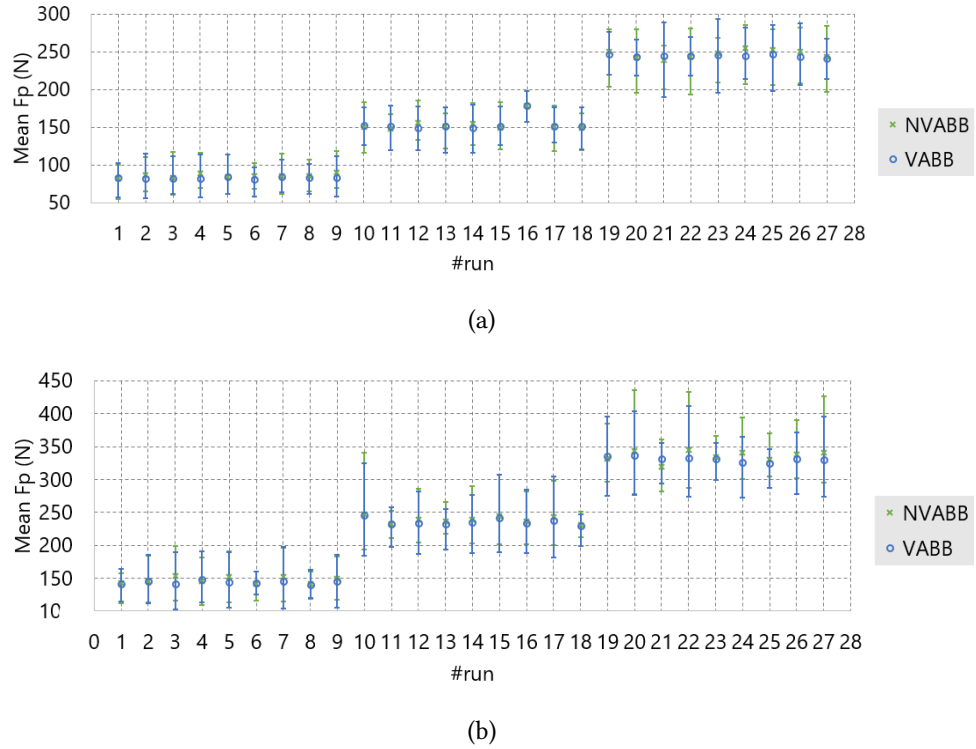 300
250
200
150
100
50
Mean Fp (N)
1 2 3 4 5 6 7 8 9 10 11 12 13 14 15 16 17 18 19 20 21 22 23 24 25 26 27 28
#run
NVABB
VABB
(a)
450
400
350
300
250
200
150
10
Mean Fp (N)
0 1 2 3 4 5 6 7 8 9 10 11 12 13 14 15 16 17 18 19 20 21 22 23 24 25 26 27 28
#run
NVABB
VABB
(b)